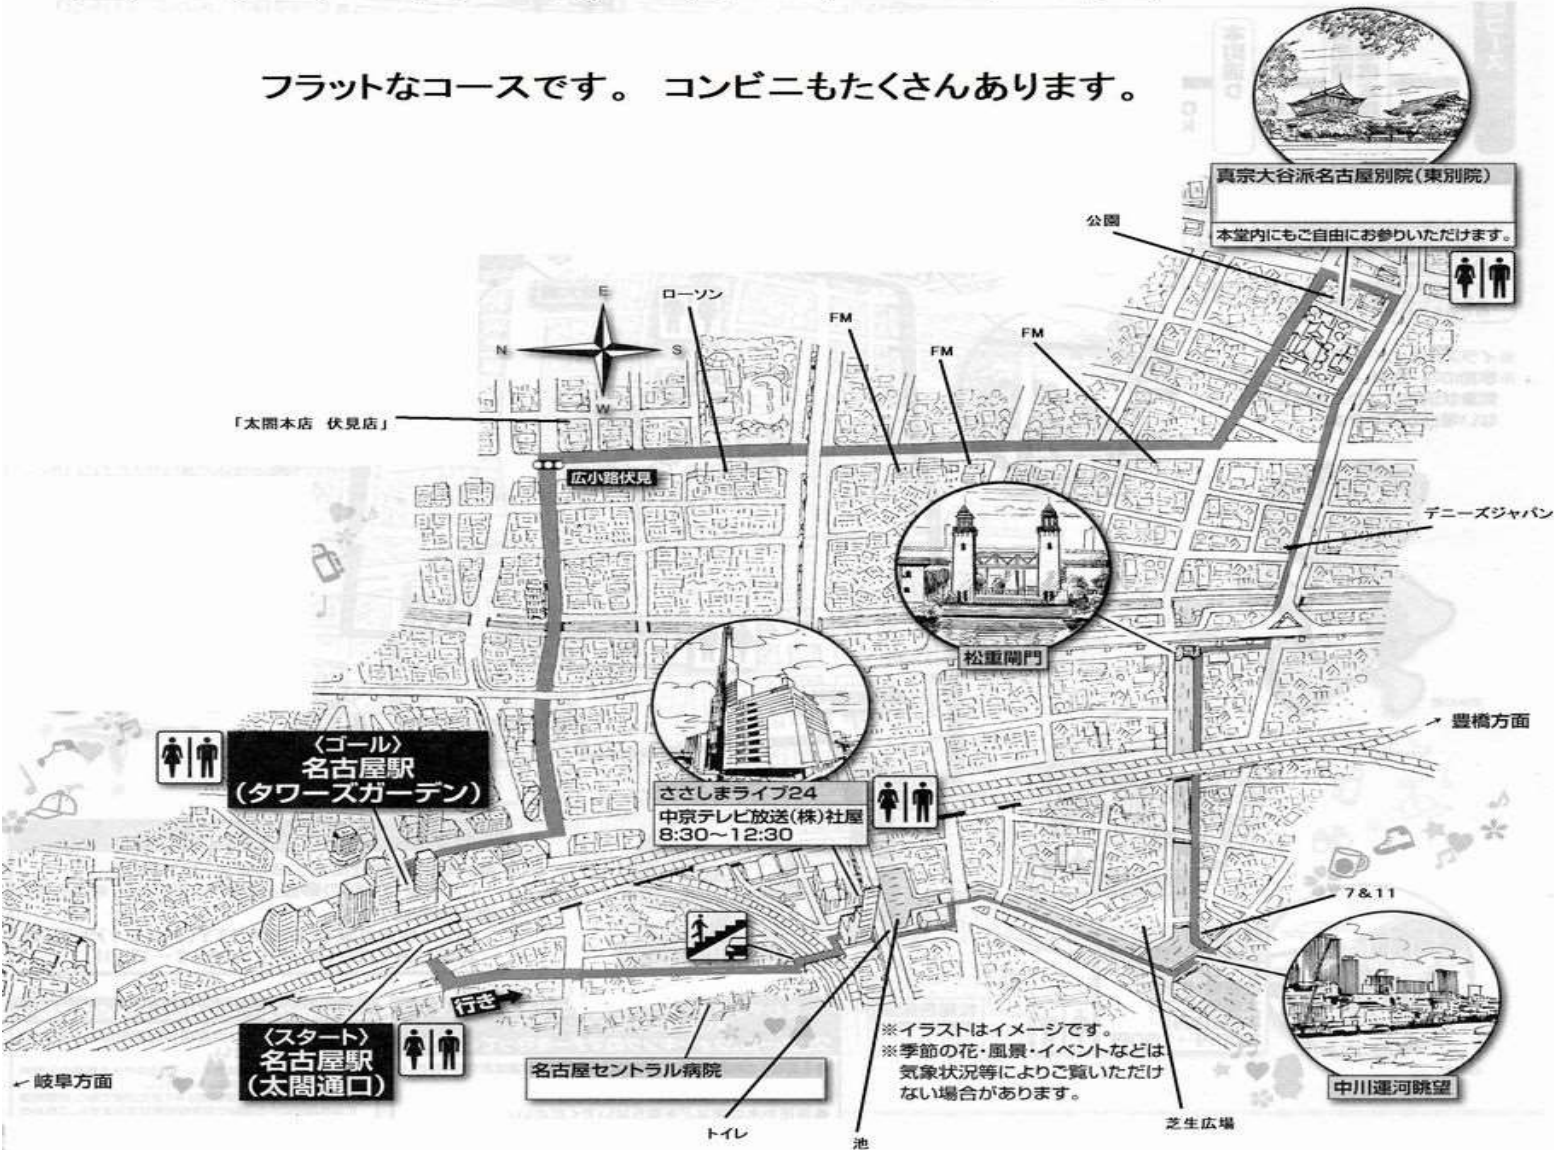 フラットなコースです。 コンビニもたくさんあります。
真宗大谷派名古屋別院(東別院)
本堂内にもご自由にお参りいただけます。
公園
E
N
S
W
ローソン
FM
FM
FM
「太閤本店 伏見店」
広小路伏見
デニーズジャパン
松重閘門
→ 豊橋方面
〈ゴール〉
名古屋駅
(タワーズガーデン)
ささしまライブ24
中京テレビ放送(株)社屋
8:30〜12:30
7&11
行き
〈スタート〉
名古屋駅
(太閤通口)
← 岐阜方面
名古屋セントラル病院
※イラストはイメージです。
※季節の花・風景・イベントなどは
気象状況等によりご覧いただけ
ない場合があります。
中川運河眺望
芝生広場
トイレ
池